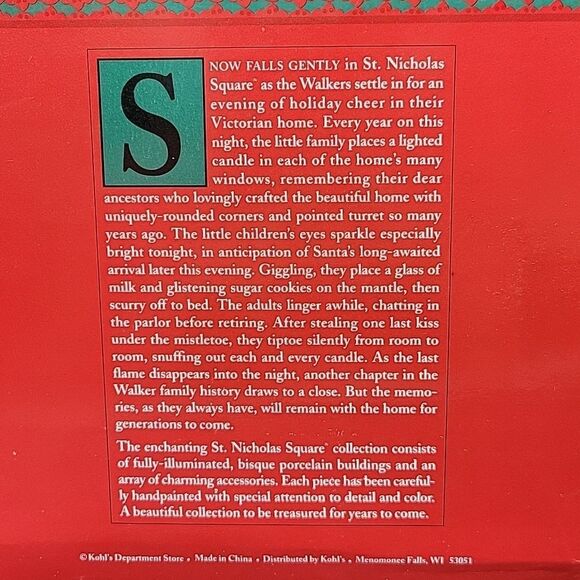 SNOW FALLS GENTLY in St. Nicholas
Square™ as the Walkers settle in for an
evening of holiday cheer in their
Victorian home. Every year on this
night, the little family places a lighted
candle in each of the home's many
windows, remembering their dear
ancestors who lovingly crafted the beautiful home with
uniquely-rounded corners and pointed turret so many
years ago. The little children's eyes sparkle especially
bright tonight, in anticipation of Santa's long-awaited
arrival later this evening. Giggling, they place a glass of
milk and glistening sugar cookies on the mantle, then
scurry off to bed. The adults linger awhile, chatting in
the parlor before retiring. After stealing one last kiss
under the mistletoe, they tiptoe silently from room to
room, snuffing out each and every candle. As the last
flame disappears into the night, another chapter in the
Walker family history draws to a close. But the memo-
ries, as they always have, will remain with the home for
generations to come.
The enchanting St. Nicholas Square™ collection consists
of fully-illuminated, bisque porcelain buildings and an
array of charming accessories. Each piece has been careful-
ly handpainted with special attention to detail and color.
A beautiful collection to be treasured for years to come.
© Kohl's Department Store • Made in China • Distributed by Kohl's • Menomonee Falls, WI 53051